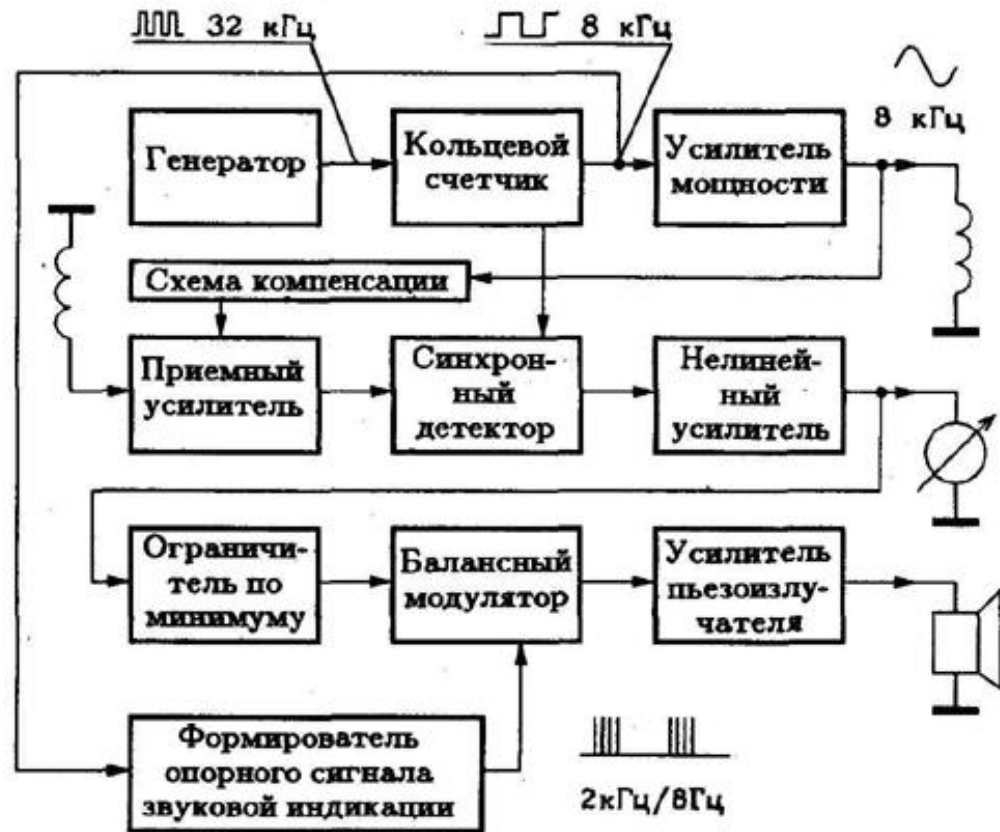 32 кГц
8 кГц
8 кГц
Генератор
Кольцевой
счетчик
Усилитель
мощности
Схема компенсации
Приемный
усилитель
Синхрон-
ный
детектор
Нелиней-
ный
усилитель
Ограничи-
тель по
минимуму
Балансный
модулятор
Усилитель
пьезоизлу-
чателя
Формирователь
опорного сигнала
звуковой индикации
2кГц/8Гц